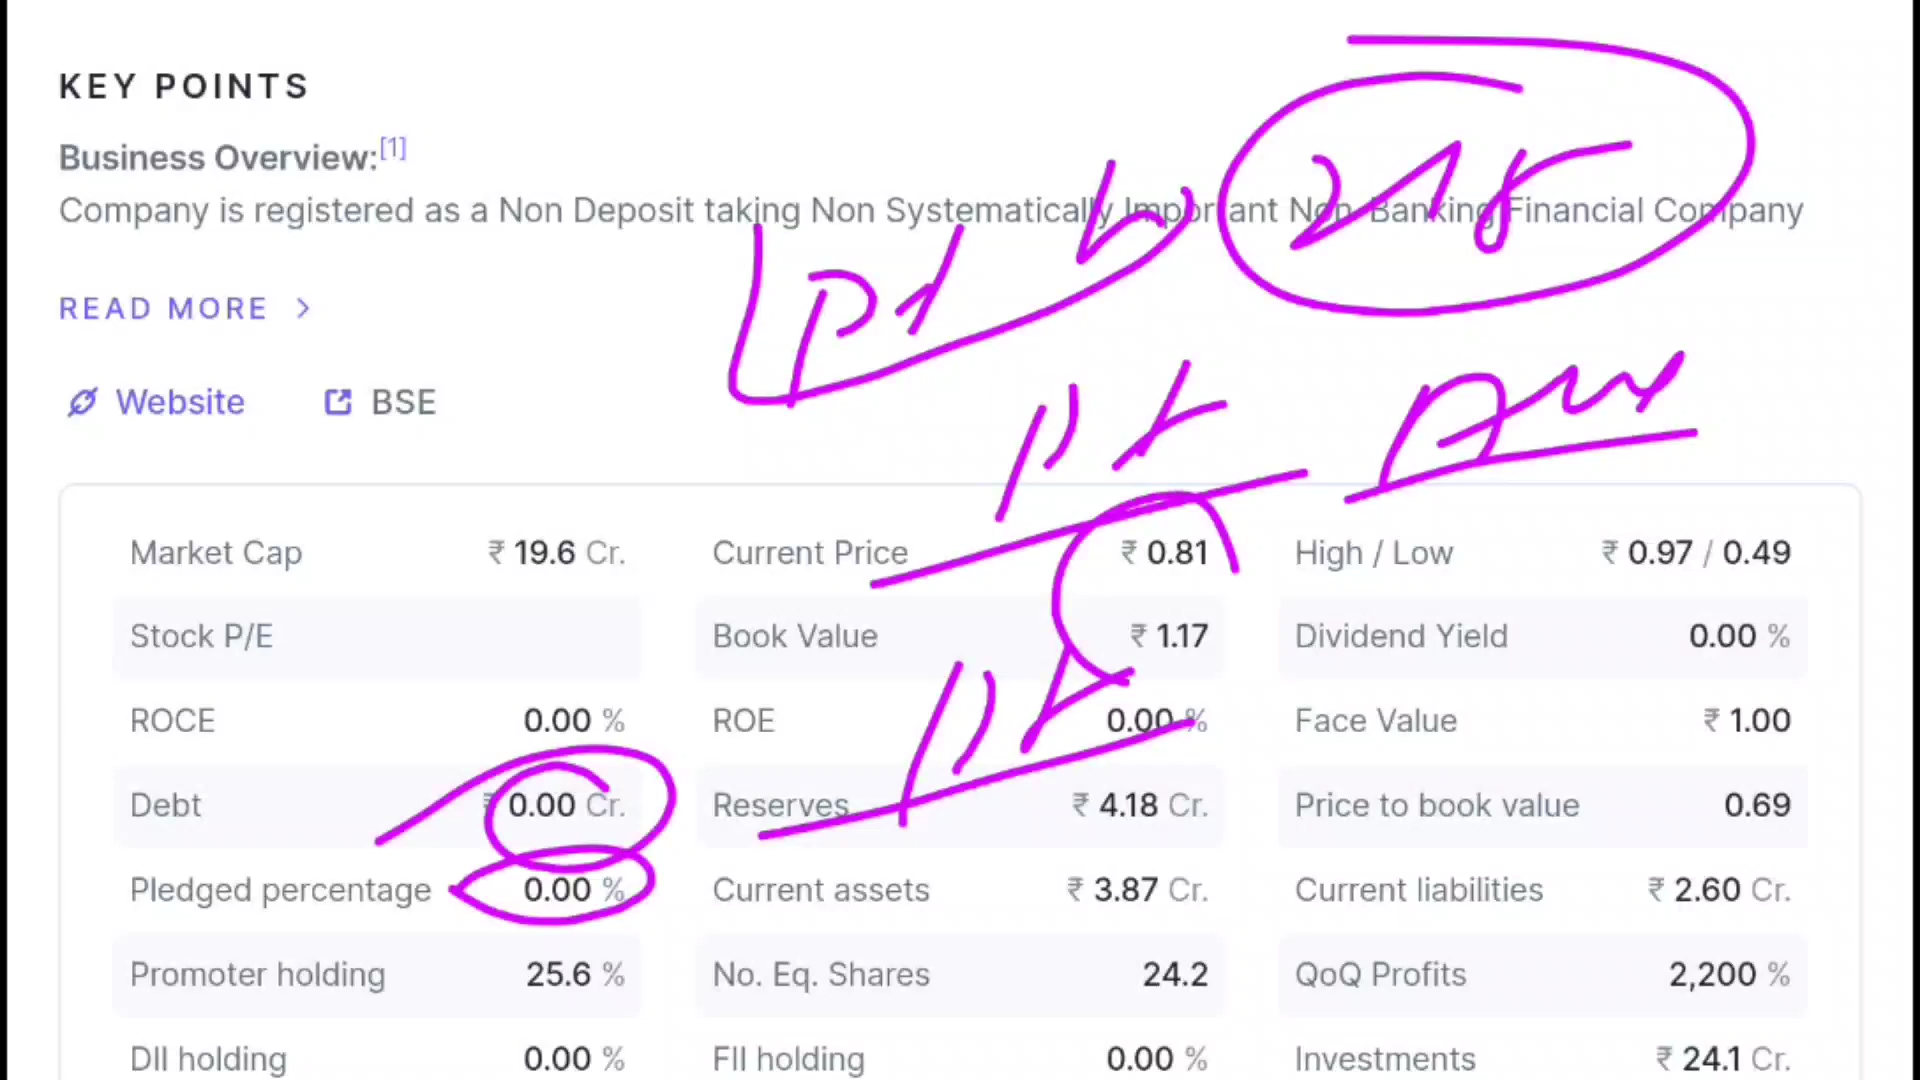 KEY POINTS
Business Overview:[1]
Company is registered as a Non Deposit taking Non Systematically Important Non-Banking Financial Company
READ MORE >
Website BSE
Market Cap ₹ 19.6 Cr. Current Price ₹ 0.81 High / Low ₹ 0.97 / 0.49
Stock P/E Book Value ₹ 1.17 Dividend Yield 0.00 %
ROCE 0.00 % ROE 0.00 % Face Value ₹ 1.00
Debt ₹ 0.00 Cr. Reserves ₹ 4.18 Cr. Price to book value 0.69
Pledged percentage 0.00 % Current assets ₹ 3.87 Cr. Current liabilities ₹ 2.60 Cr.
Promoter holding 25.6 % No. Eq. Shares 24.2 QoQ Profits 2,200 %
DII holding 0.00 % FII holding 0.00 % Investments ₹ 24.1 Cr.